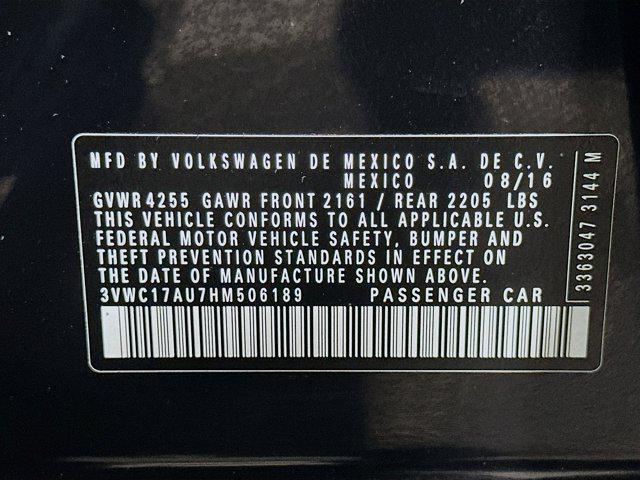 MFD BY VOLKSWAGEN DE MEXICO S.A. DE C.V.
MEXICO 08/16
GVWR 4255 GAWR FRONT 2161 / REAR 2205 LBS
THIS VEHICLE CONFORMS TO ALL APPLICABLE U.S.
FEDERAL MOTOR VEHICLE SAFETY, BUMPER AND
THEFT PREVENTION STANDARDS IN EFFECT ON
THE DATE OF MANUFACTURE SHOWN ABOVE.
3VWC17AU7HM506189 PASSENGER CAR
3363047 3144 M